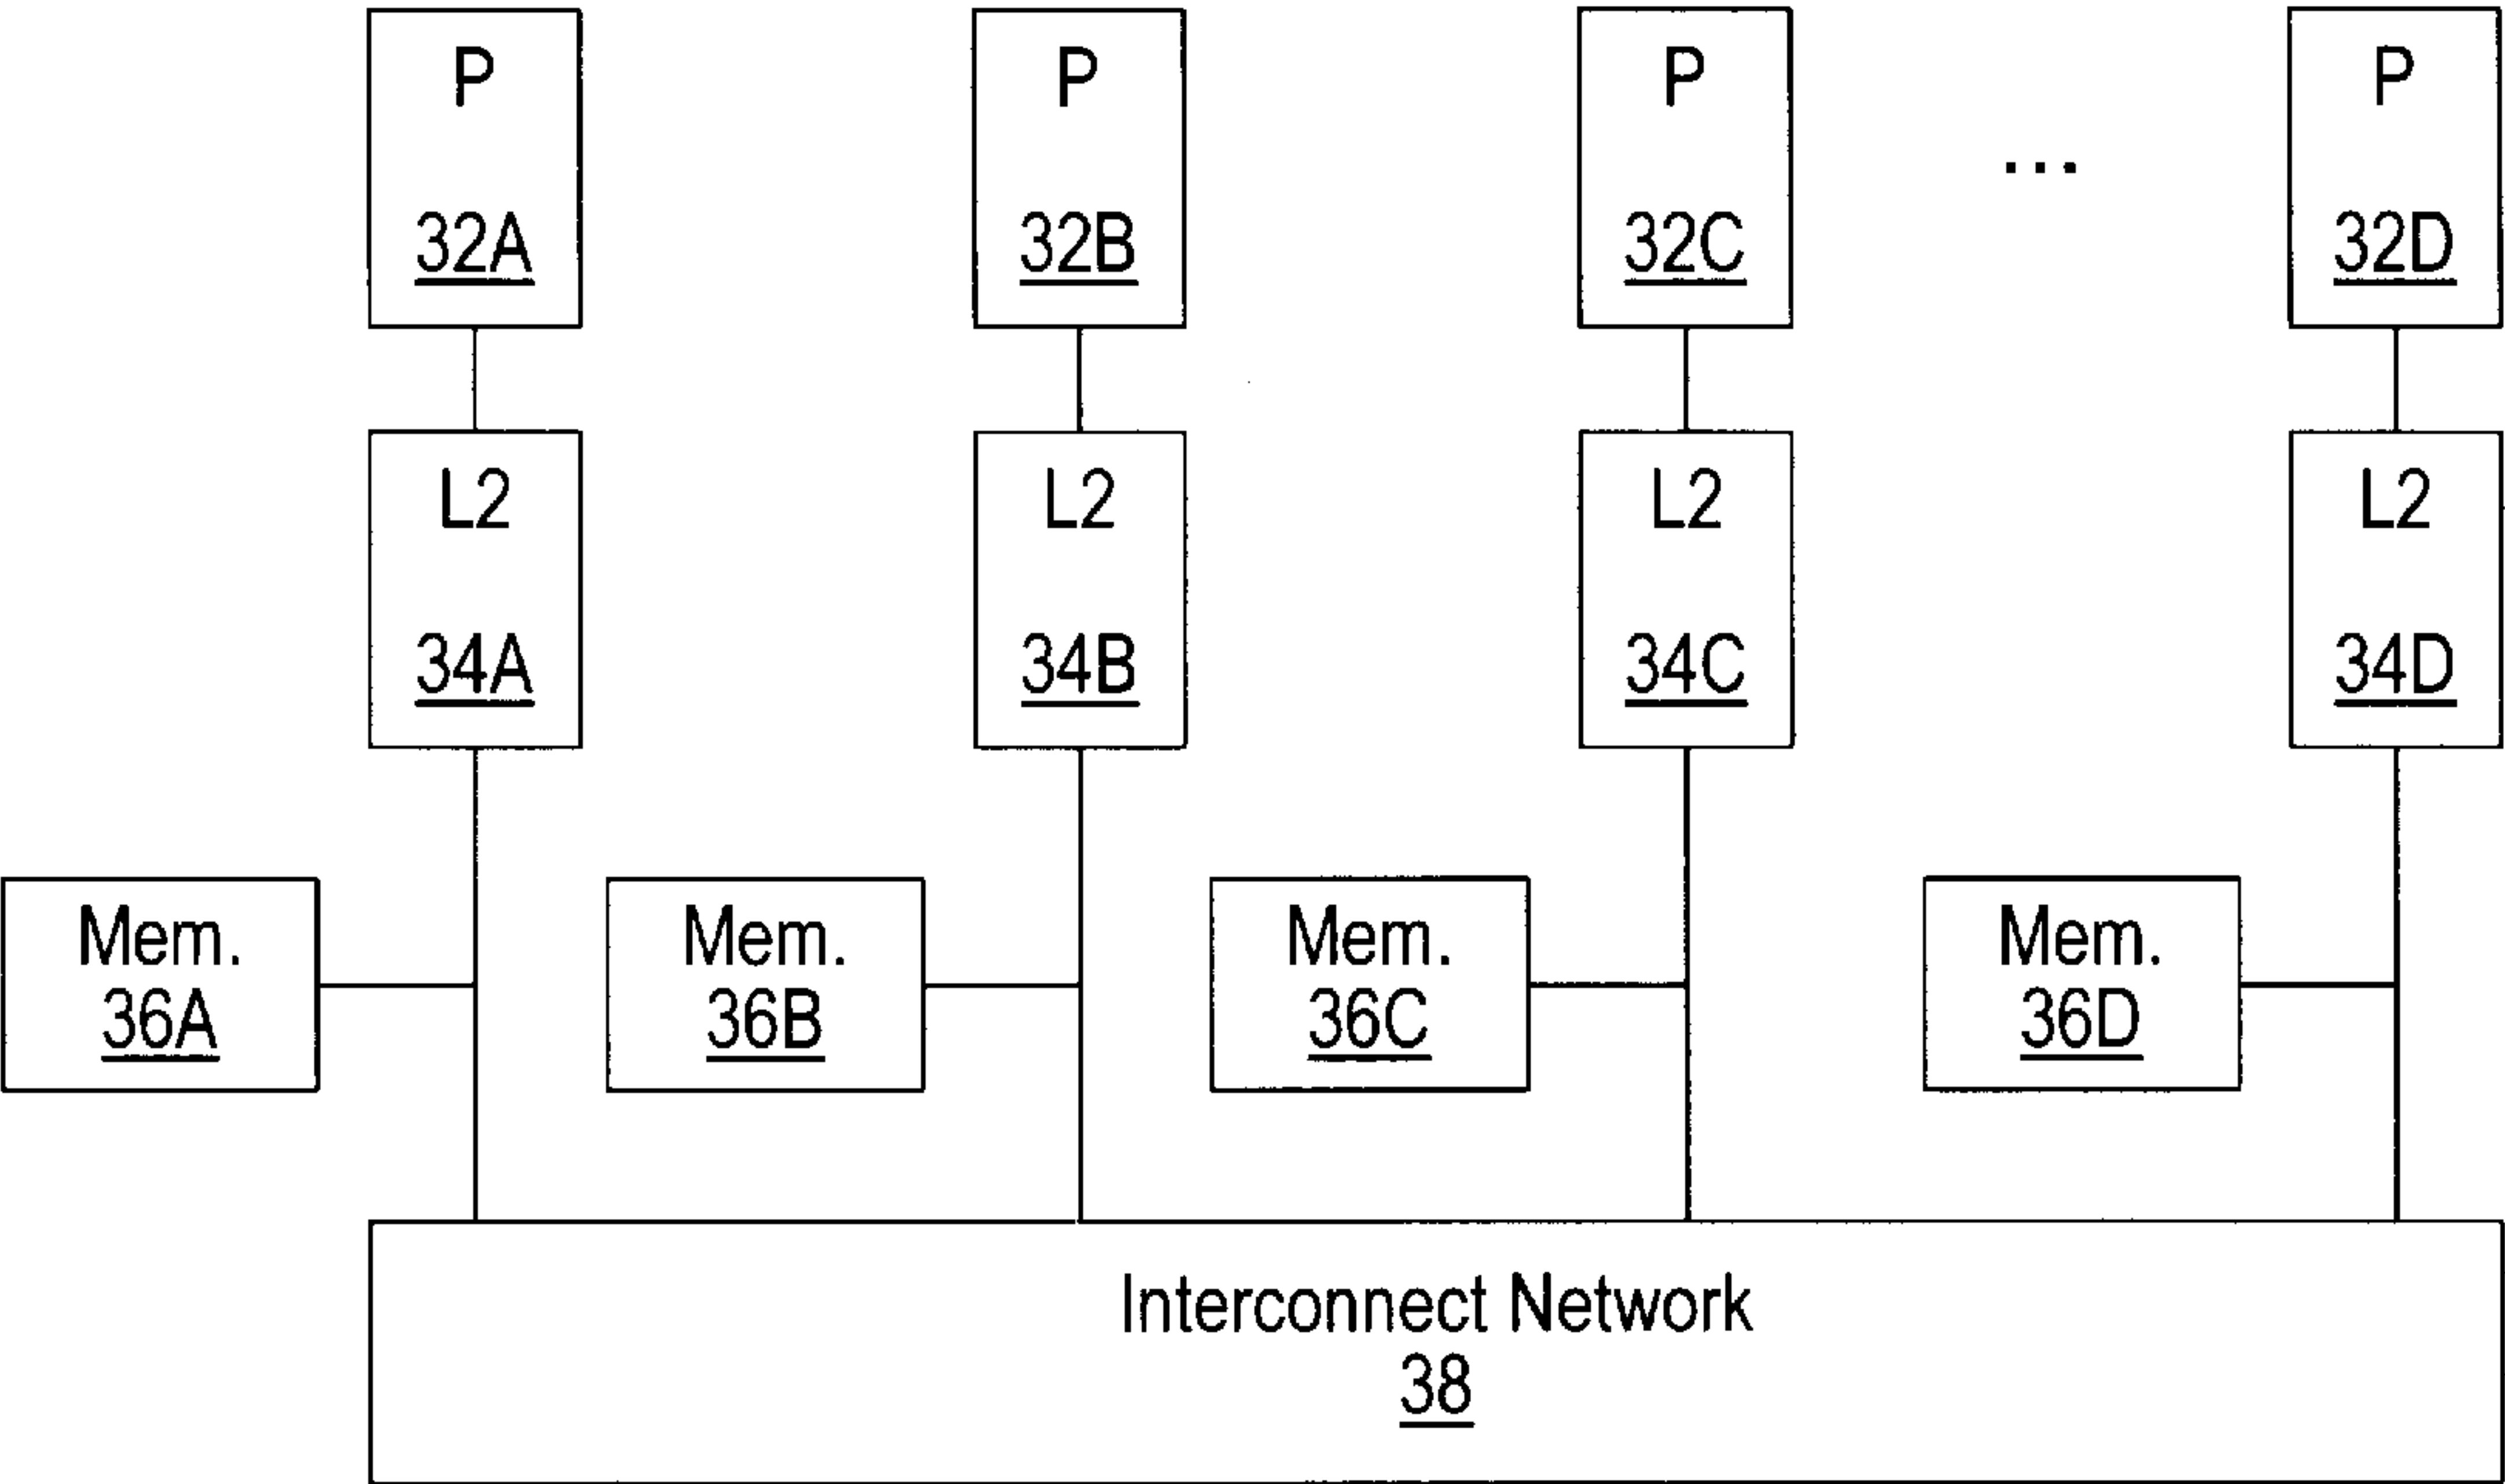 P
32A
P
32B
P
32C
...
P
32D
L2
34A
L2
34B
L2
34C
L2
34D
Mem.
36A
Mem.
36B
Mem.
36C
Mem.
36D
Interconnect Network
38